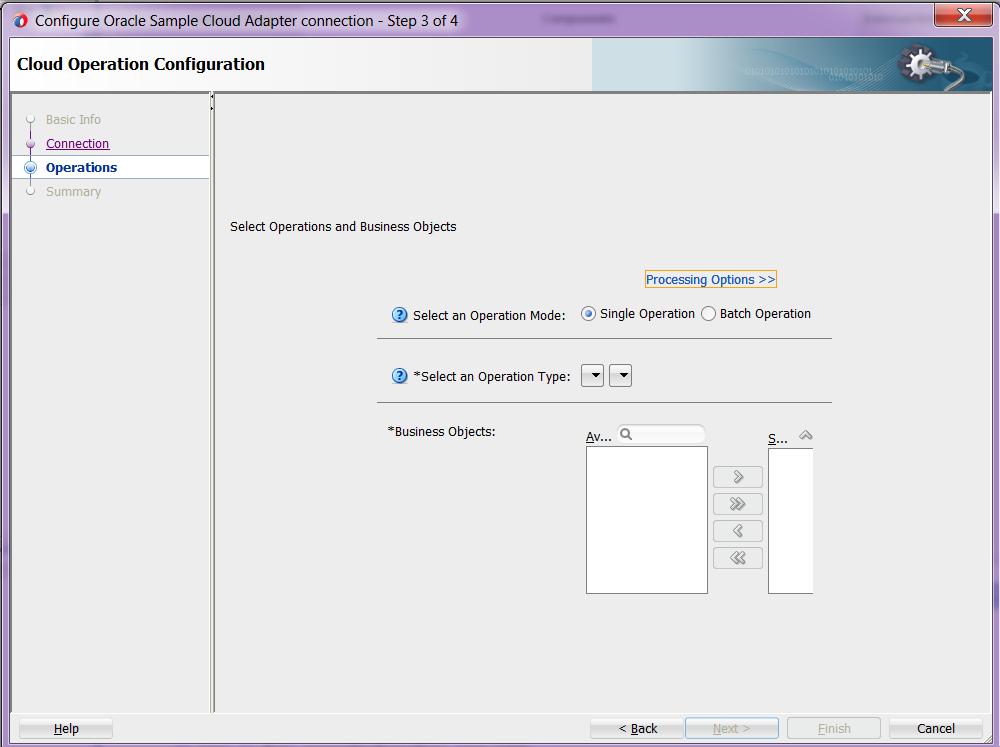 Configure Oracle Sample Cloud Adapter connection - Step 3 of 4
Cloud Operation Configuration
Basic Info
Connection
Operations
Summary
Select Operations and Business Objects
Processing Options >>
Select an Operation Mode: Single Operation Batch Operation
*Select an Operation Type:
*Business Objects:
Av... S...
Help < Back Next > Finish Cancel